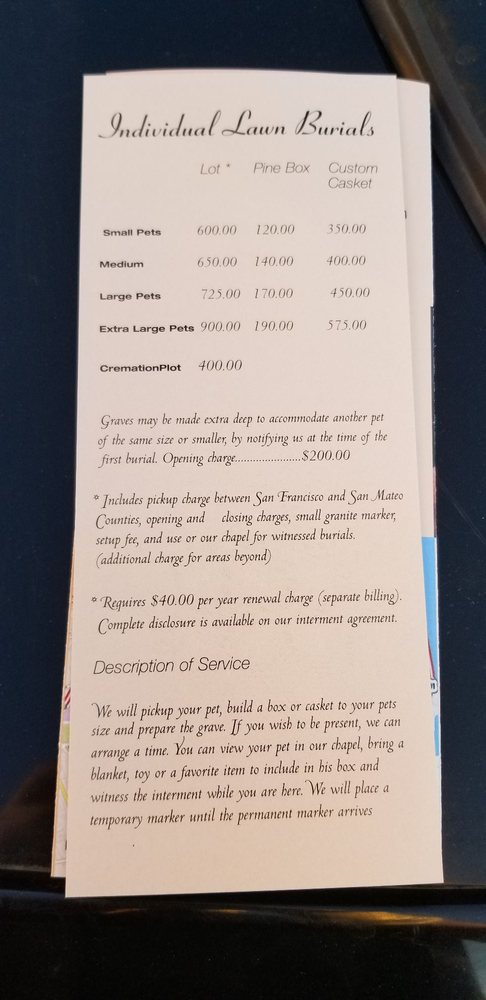 Individual Lawn Burials
Lot * Pine Box Custom
Casket
Small Pets 600.00 120.00 350.00
Medium 650.00 140.00 400.00
Large Pets 725.00 170.00 450.00
Extra Large Pets 900.00 190.00 575.00
CremationPlot 400.00
Graves may be made extra deep to accommodate another pet
of the same size or smaller, by notifying us at the time of the
first burial. Opening charge......................$200.00
* Includes pickup charge between San Francisco and San Mateo
Counties, opening and closing charges, small granite marker,
setup fee, and use or our chapel for witnessed burials.
(additional charge for areas beyond)
* Requires $40.00 per year renewal charge (separate billing).
Complete disclosure is available on our interment agreement.
Description of Service
We will pickup your pet, build a box or casket to your pets
size and prepare the grave. If you wish to be present, we can
arrange a time. You can view your pet in our chapel, bring a
blanket, toy or a favorite item to include in his box and
witness the interment while you are here. We will place a
temporary marker until the permanent marker arrives